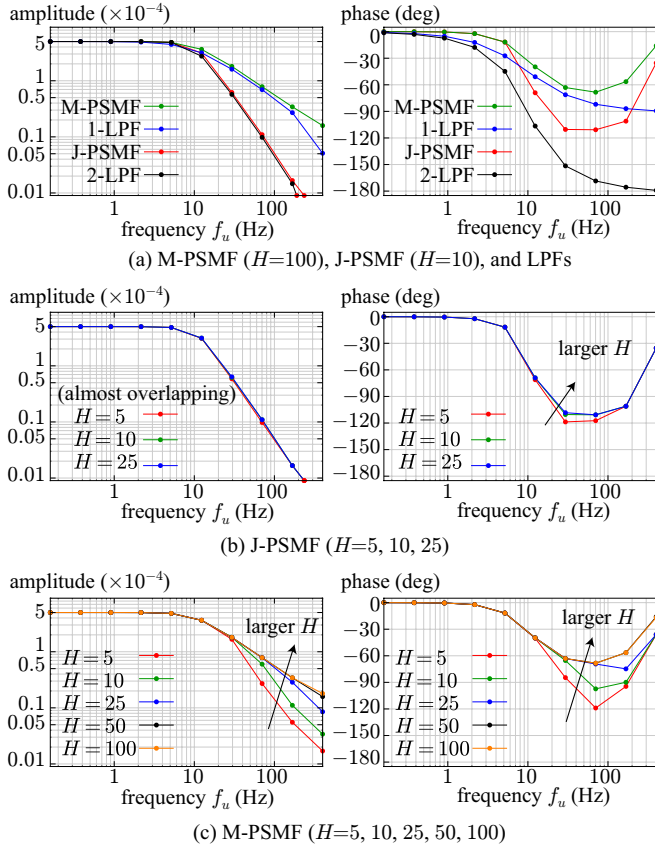 amplitude (×10⁻⁴) phase (deg)
5 0
1 −30
0.5 −60
M-PSMF M-PSMF −90
1-LPF 0.1 1-LPF −120
J-PSMF 0.05 J-PSMF −150
2-LPF 0.01 2-LPF −180
1 10 100 1 10 100
frequency f_u (Hz) frequency f_u (Hz)
(a) M-PSMF (H=100), J-PSMF (H=10), and LPFs
amplitude (×10⁻⁴) phase (deg)
5 0
1 −30 larger H
0.5 −60
(almost overlapping) −90
H = 5 0.1 −120 H = 5
H = 10 0.05 −150 H = 10
H = 25 0.01 −180 H = 25
1 10 100 1 10 100
frequency f_u (Hz) frequency f_u (Hz)
(b) J-PSMF (H=5, 10, 25)
amplitude (×10⁻⁴) phase (deg)
5 0
larger H larger H
1 −30
0.5 −60
H = 5 −90 H = 5
H = 10 0.1 H = 10
H = 25 0.05 −120 H = 25
H = 50 −150 H = 50
H = 100 0.01 −180 H = 100
1 10 100 1 10 100
frequency f_u (Hz) frequency f_u (Hz)
(c) M-PSMF (H=5, 10, 25, 50, 100)